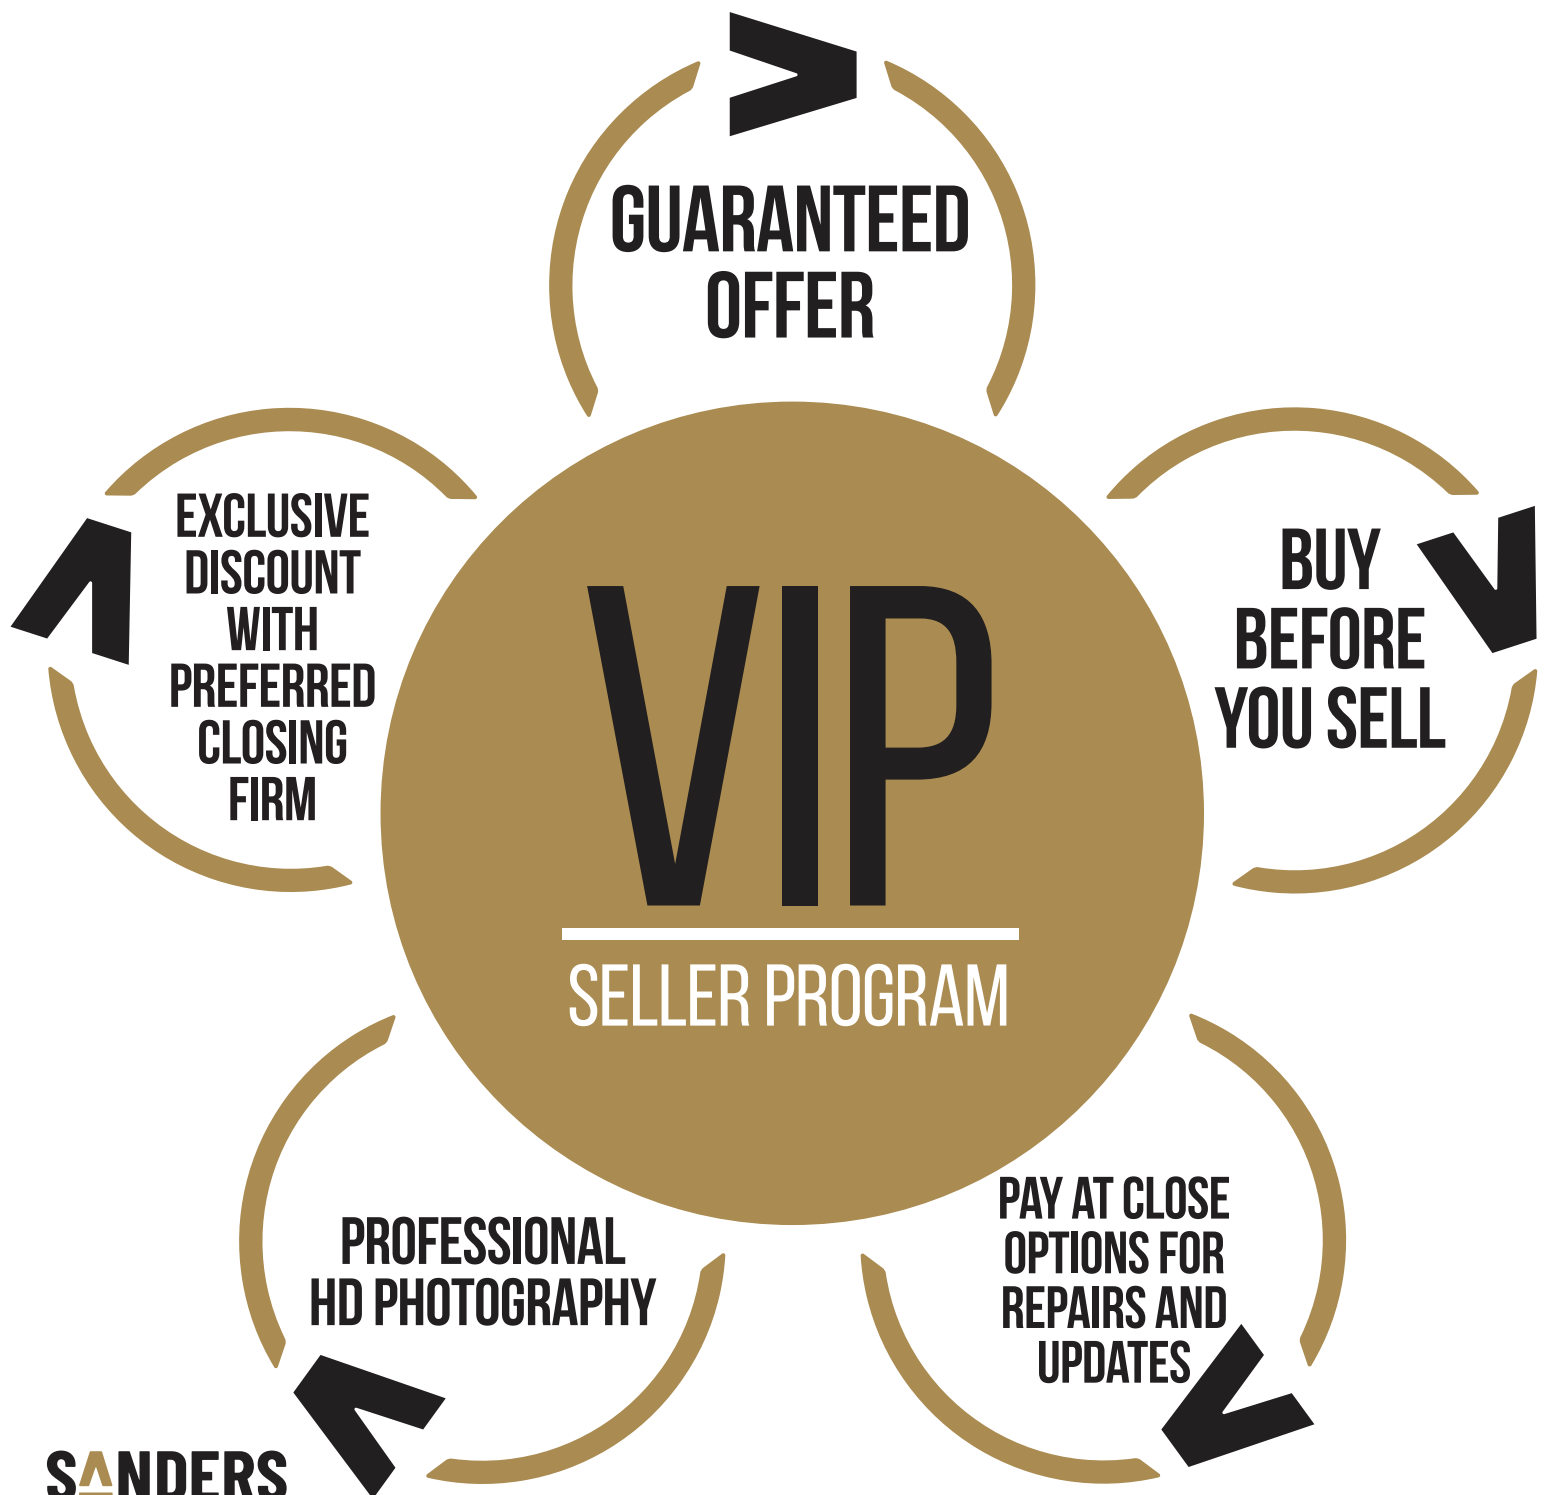 GUARANTEED
OFFER
BUY
BEFORE
YOU SELL
PAY AT CLOSE
OPTIONS FOR
REPAIRS AND
UPDATES
PROFESSIONAL
HD PHOTOGRAPHY
EXCLUSIVE
DISCOUNT
WITH
PREFERRED
CLOSING
FIRM
VIP
SELLER PROGRAM
SANDERS